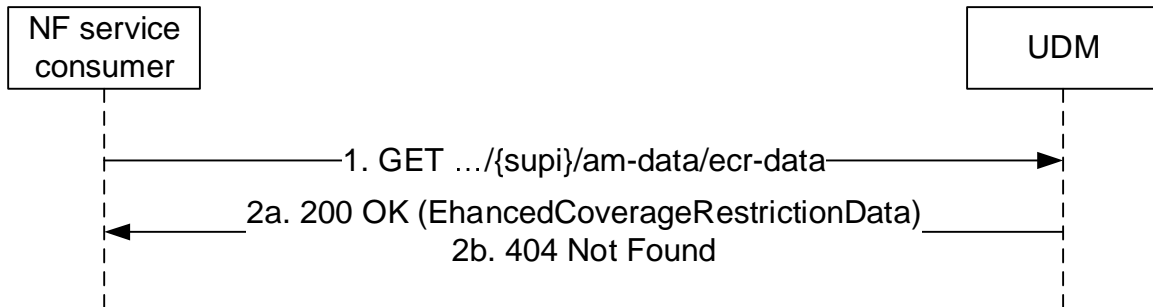 NF service
consumer
UDM
1. GET …/{supi}/am-data/ecr-data
2a. 200 OK (EhancedCoverageRestrictionData)
2b. 404 Not Found